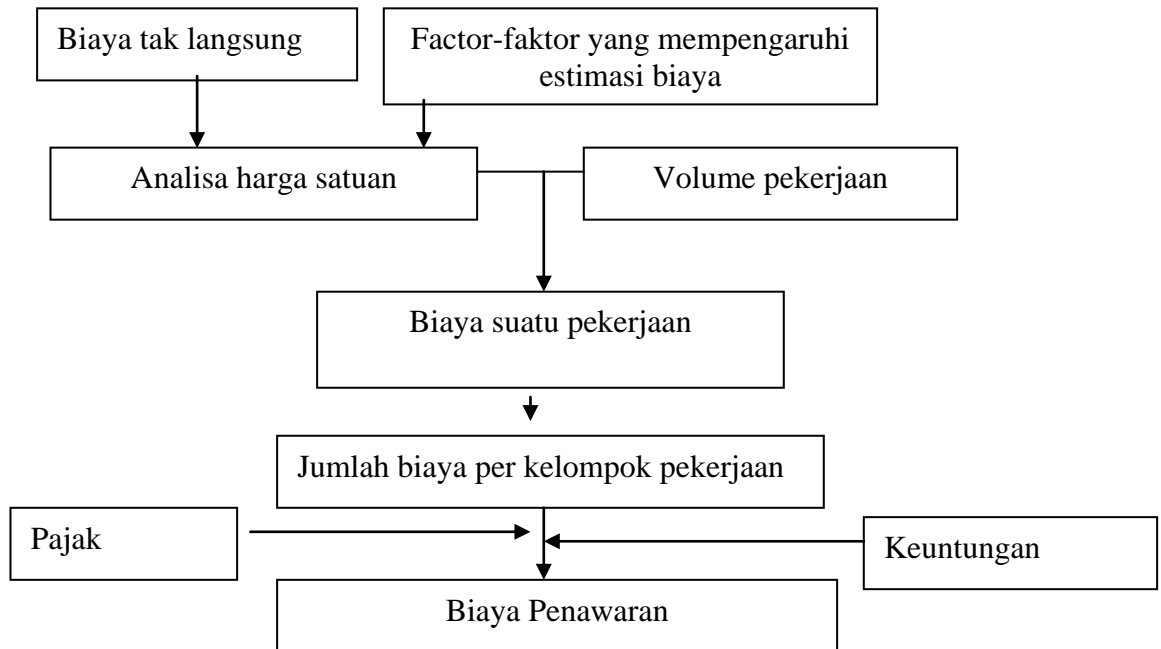 Biaya tak langsung
Factor-faktor yang mempengaruhi
estimasi biaya
Analisa harga satuan
Volume pekerjaan
Biaya suatu pekerjaan
Jumlah biaya per kelompok pekerjaan
Pajak
Keuntungan
Biaya Penawaran